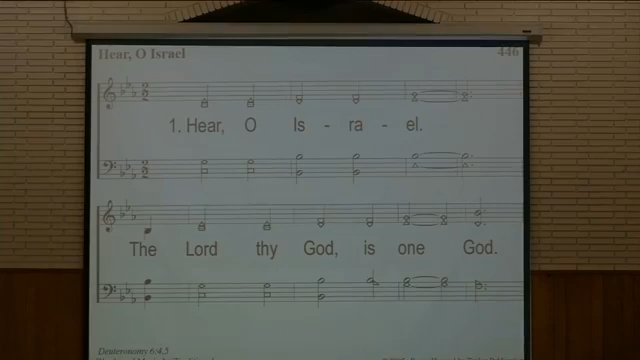 Hear, O Israel 446
1. Hear, O Is - ra - el.
The Lord thy God, is one God.
Deuteronomy 6:4,5